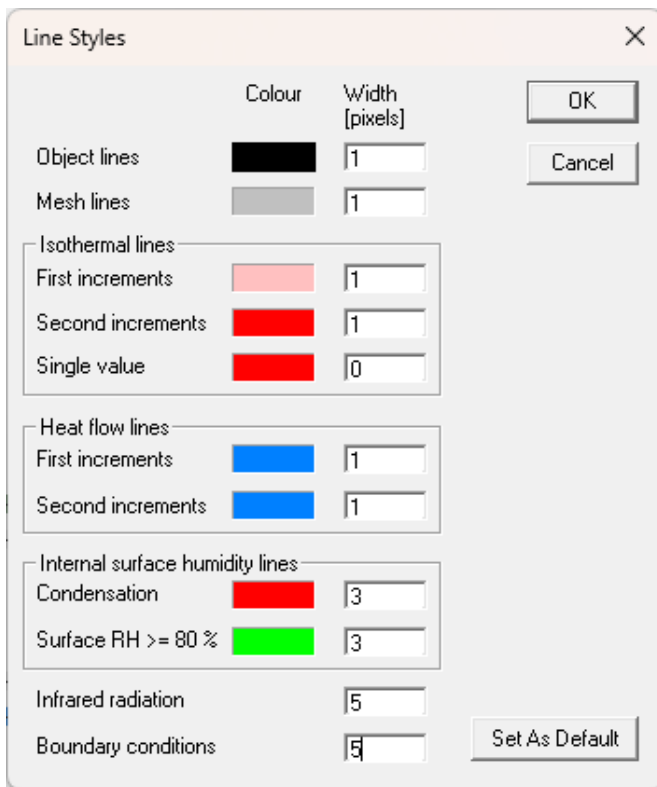 Line Styles
Colour
Width
[pixels]
OK
Object lines
1
Cancel
Mesh lines
1
Isothermal lines
First increments
1
Second increments
1
Single value
0
Heat flow lines
First increments
1
Second increments
1
Internal surface humidity lines
Condensation
3
Surface RH >= 80 %
3
Infrared radiation
5
Boundary conditions
5
Set As Default